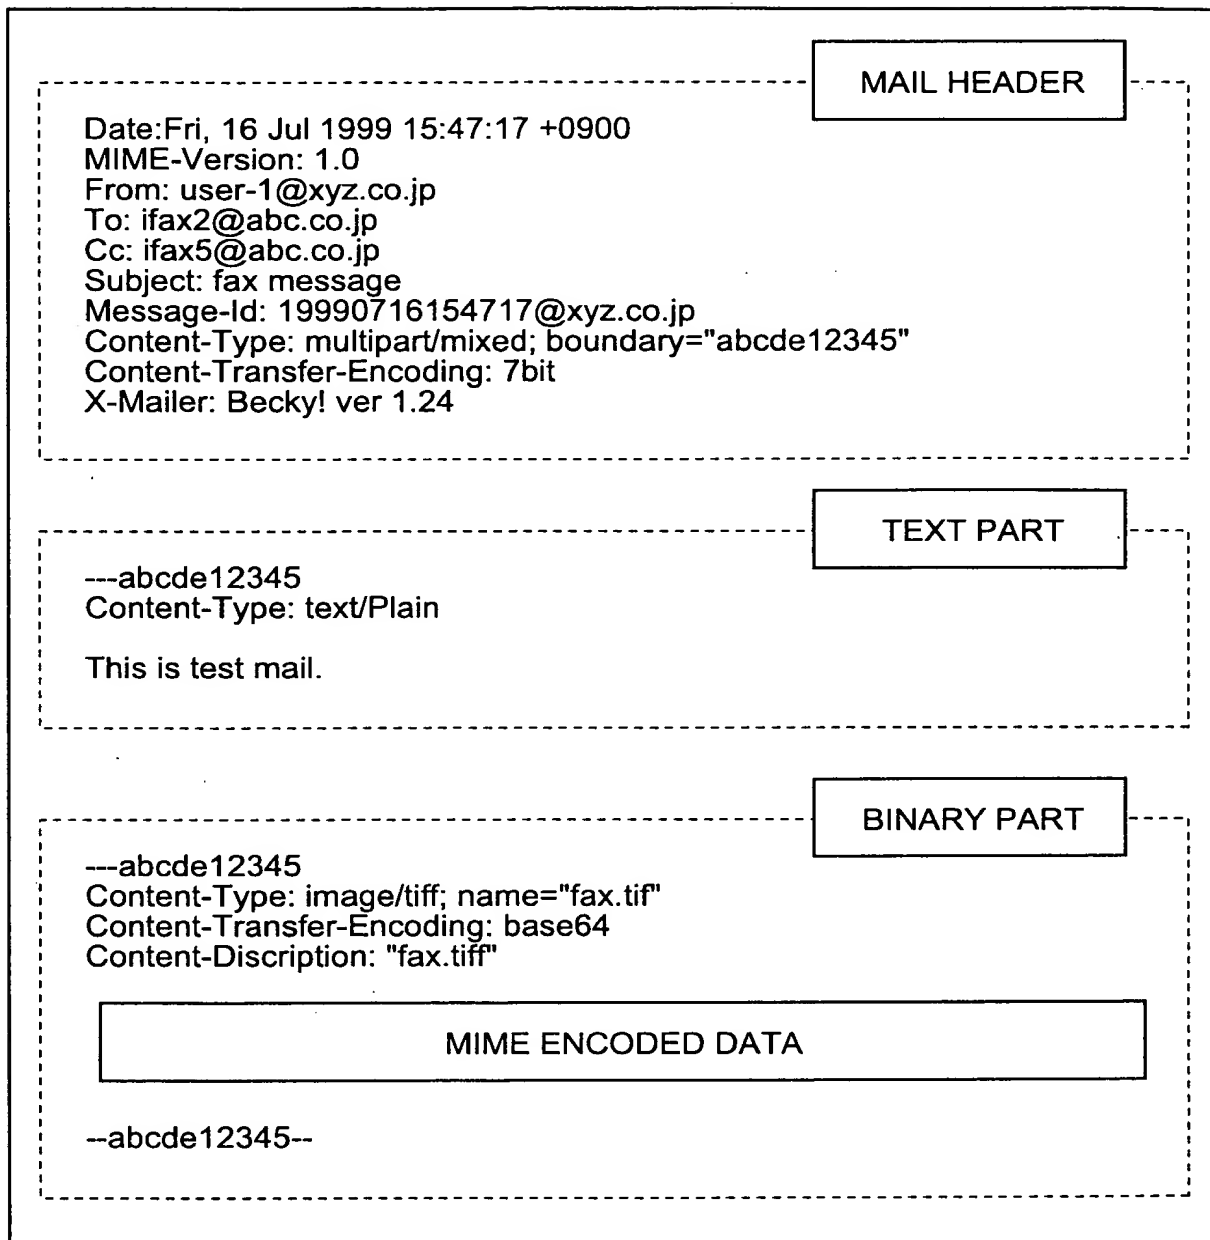 MAIL HEADER
Date:Fri, 16 Jul 1999 15:47:17 +0900
MIME-Version: 1.0
From: user-1@xyz.co.jp
To: ifax2@abc.co.jp
Cc: ifax5@abc.co.jp
Subject: fax message
Message-Id: 19990716154717@xyz.co.jp
Content-Type: multipart/mixed; boundary="abcde12345"
Content-Transfer-Encoding: 7bit
X-Mailer: Becky! ver 1.24
TEXT PART
---abcde12345
Content-Type: text/Plain
This is test mail.
BINARY PART
---abcde12345
Content-Type: image/tiff; name="fax.tif"
Content-Transfer-Encoding: base64
Content-Discription: "fax.tiff"
MIME ENCODED DATA
--abcde12345--